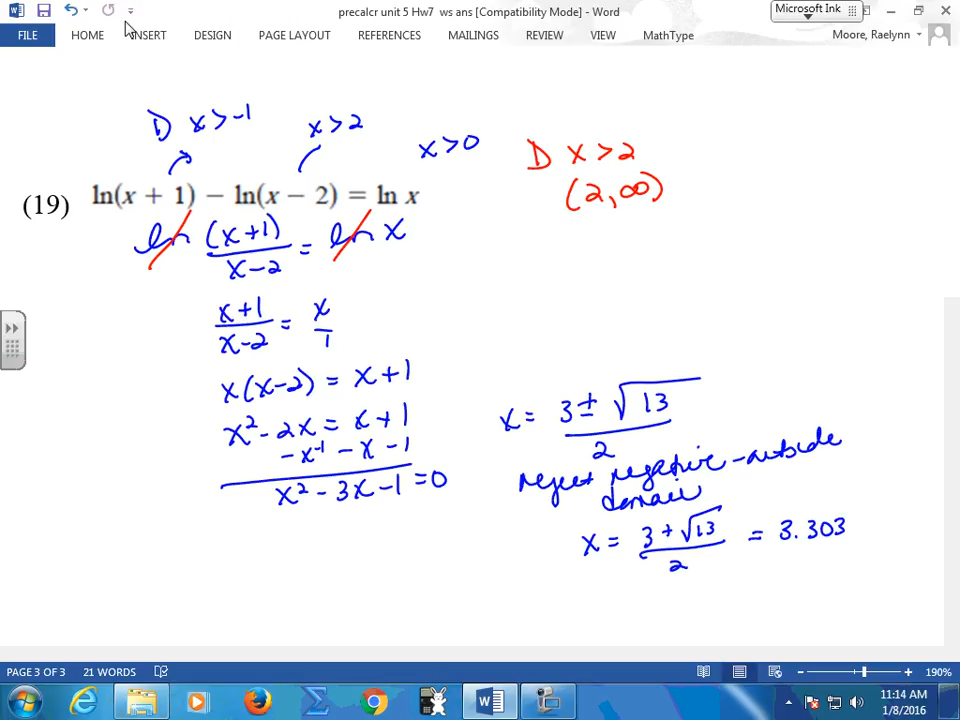 precalcr unit 5 Hw7 ws ans [Compatibility Mode] - Word
Microsoft Ink
FILE HOME INSERT DESIGN PAGE LAYOUT REFERENCES MAILINGS REVIEW VIEW MathType Moore, Raelynn
D x>-1 x>2 x>0
D x>2
(2,∞)
(19) ln(x + 1) − ln(x − 2) = ln x
ln (x+1)/(x-2) = ln x
(x+1)/(x-2) = x/1
x(x-2) = x+1
x² - 2x = x+1
-x-1 -x -1
x² - 3x - 1 = 0
x = (3 ± √13)/2
reject negative - outside
domain
x = (3 + √13)/2 = 3.303
PAGE 3 OF 3 21 WORDS 190%
11:14 AM
1/8/2016